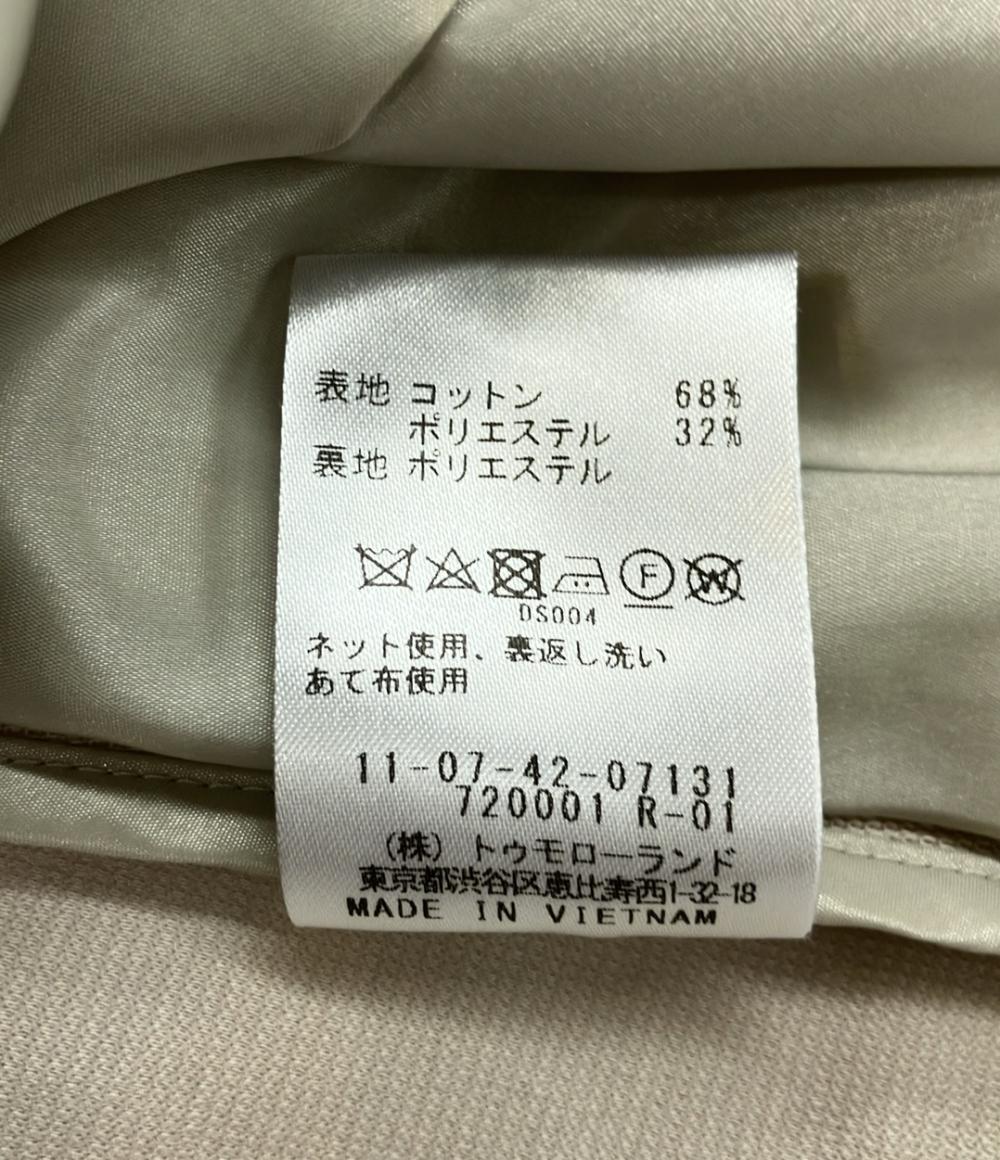 表地 コットン 68%
ポリエステル 32%
裏地 ポリエステル
F W
DS004
ネット使用、裏返し洗い
あて布使用
11-07-42-07131
720001 R-01
(株) トゥモローランド
東京都渋谷区恵比寿西1-32-18
MADE IN VIETNAM